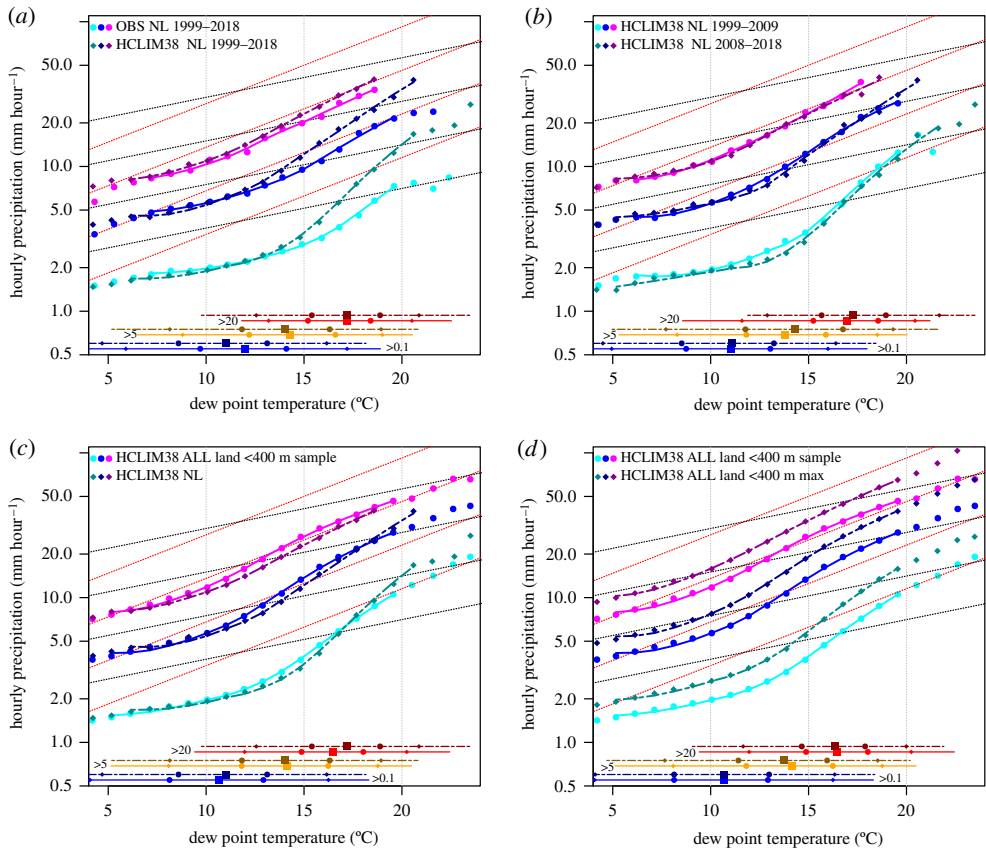 (a)
OBS NL 1999–2018
HCLIM38 NL 1999–2018
hourly precipitation (mm hour⁻¹)
50.0
20.0
10.0
5.0
2.0
1.0
0.5
>20
>5
>0.1
5 10 15 20
dew point temperature (ºC)
(b)
HCLIM38 NL 1999–2009
HCLIM38 NL 2008–2018
hourly precipitation (mm hour⁻¹)
50.0
20.0
10.0
5.0
2.0
1.0
0.5
>20
>5
>0.1
5 10 15 20
dew point temperature (ºC)
(c)
HCLIM38 ALL land <400 m sample
HCLIM38 NL
hourly precipitation (mm hour⁻¹)
50.0
20.0
10.0
5.0
2.0
1.0
0.5
>20
>5
>0.1
5 10 15 20
dew point temperature (ºC)
(d)
HCLIM38 ALL land <400 m sample
HCLIM38 ALL land <400 m max
hourly precipitation (mm hour⁻¹)
50.0
20.0
10.0
5.0
2.0
1.0
0.5
>20
>5
>0.1
5 10 15 20
dew point temperature (ºC)